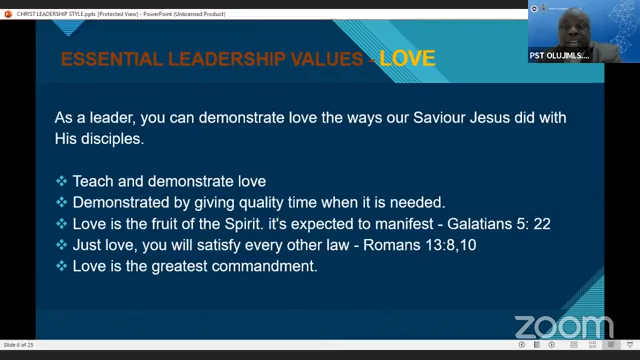 CHRIST LEADERSHIP STYLE.pptx [Protected View] - PowerPoint (Unlicensed Product)
ESSENTIAL LEADERSHIP VALUES - LOVE
PST OLUJIMI.S....
As a leader, you can demonstrate love the ways our Saviour Jesus did with
His disciples.
❖ Teach and demonstrate love
❖ Demonstrated by giving quality time when it is needed.
❖ Love is the fruit of the Spirit. it's expected to manifest - Galatians 5: 22
❖ Just love, you will satisfy every other law - Romans 13:8,10
❖ Love is the greatest commandment.
zoom
Slide 6 of 25